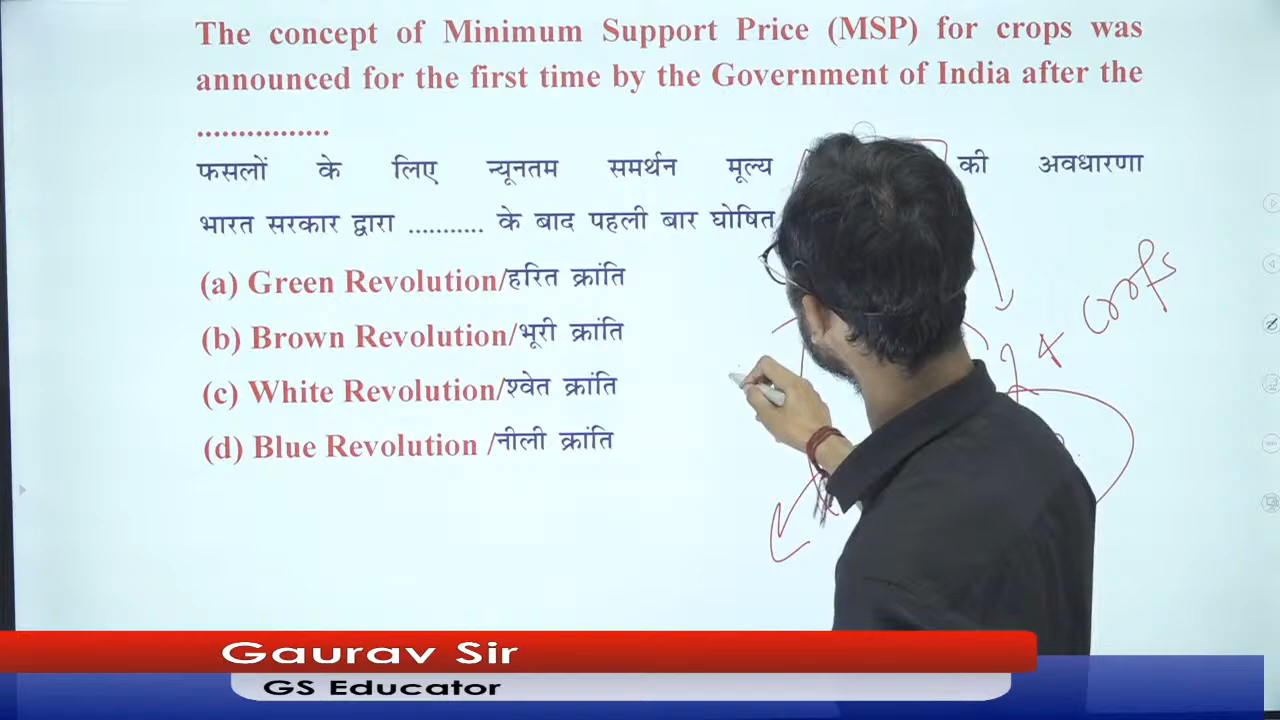 The concept of Minimum Support Price (MSP) for crops was
announced for the first time by the Government of India after the
................
फसलों के लिए न्यूनतम समर्थन मूल्य की अवधारणा
भारत सरकार द्वारा ........... के बाद पहली बार घोषित
(a) Green Revolution/हरित क्रांति
(b) Brown Revolution/भूरी क्रांति
24 crops
(c) White Revolution/श्वेत क्रांति
(d) Blue Revolution /नीली क्रांति
Gaurav Sir
GS Educator